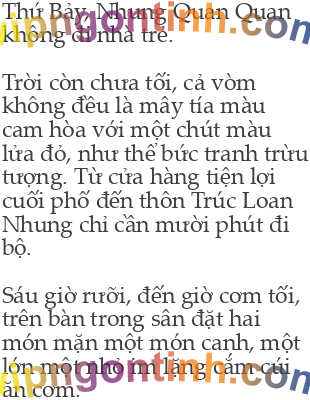 Thứ Bảy, Nhung Quan Quan
không đi nhà trẻ.
Trời còn chưa tối, cả vòm
không đều là mây tía màu
cam hòa với một chút màu
lửa đỏ, như thể bức tranh trừu
tượng. Từ cửa hàng tiện lợi
cuối phố đến thôn Trúc Loan
Nhung chỉ cần mười phút đi
bộ.
Sáu giờ rưỡi, đến giờ cơm tối,
trên bàn trong sân đặt hai
món mặn một món canh, một
lớn một nhỏ im lặng cắm cúi
ăn cơm.
vipngontinh.com
vipngontinh.com